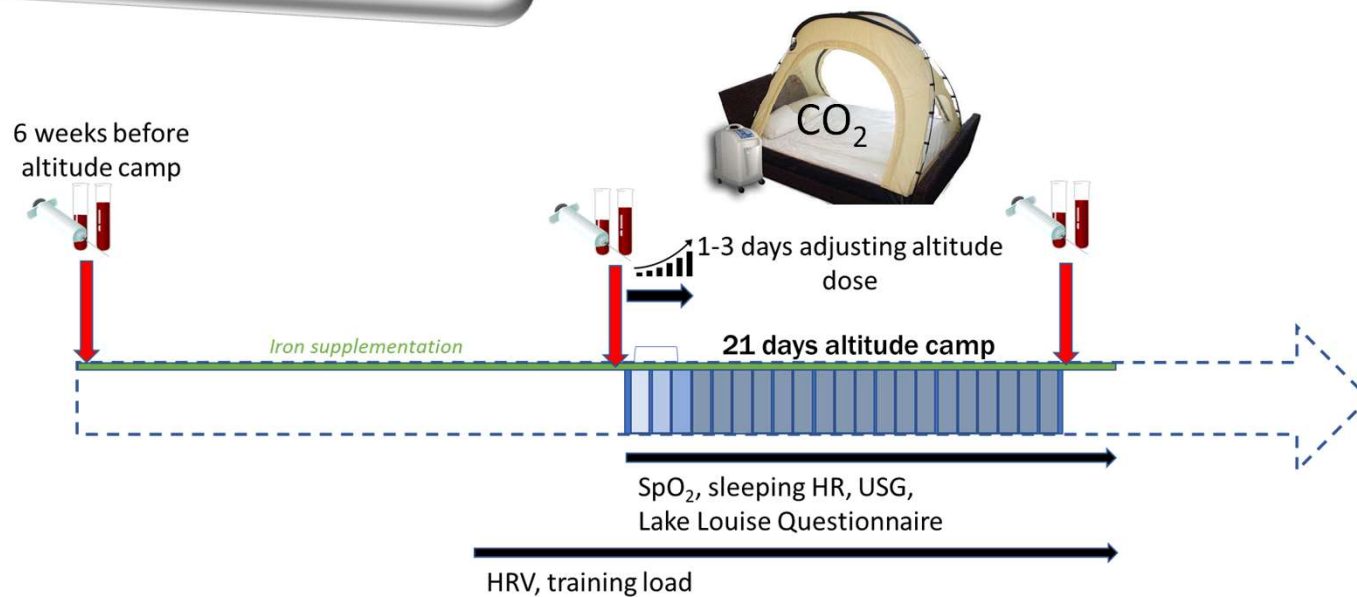 CO₂
6 weeks before
altitude camp
1-3 days adjusting altitude
dose
Iron supplementation
21 days altitude camp
SpO₂, sleeping HR, USG,
Lake Louise Questionnaire
HRV, training load